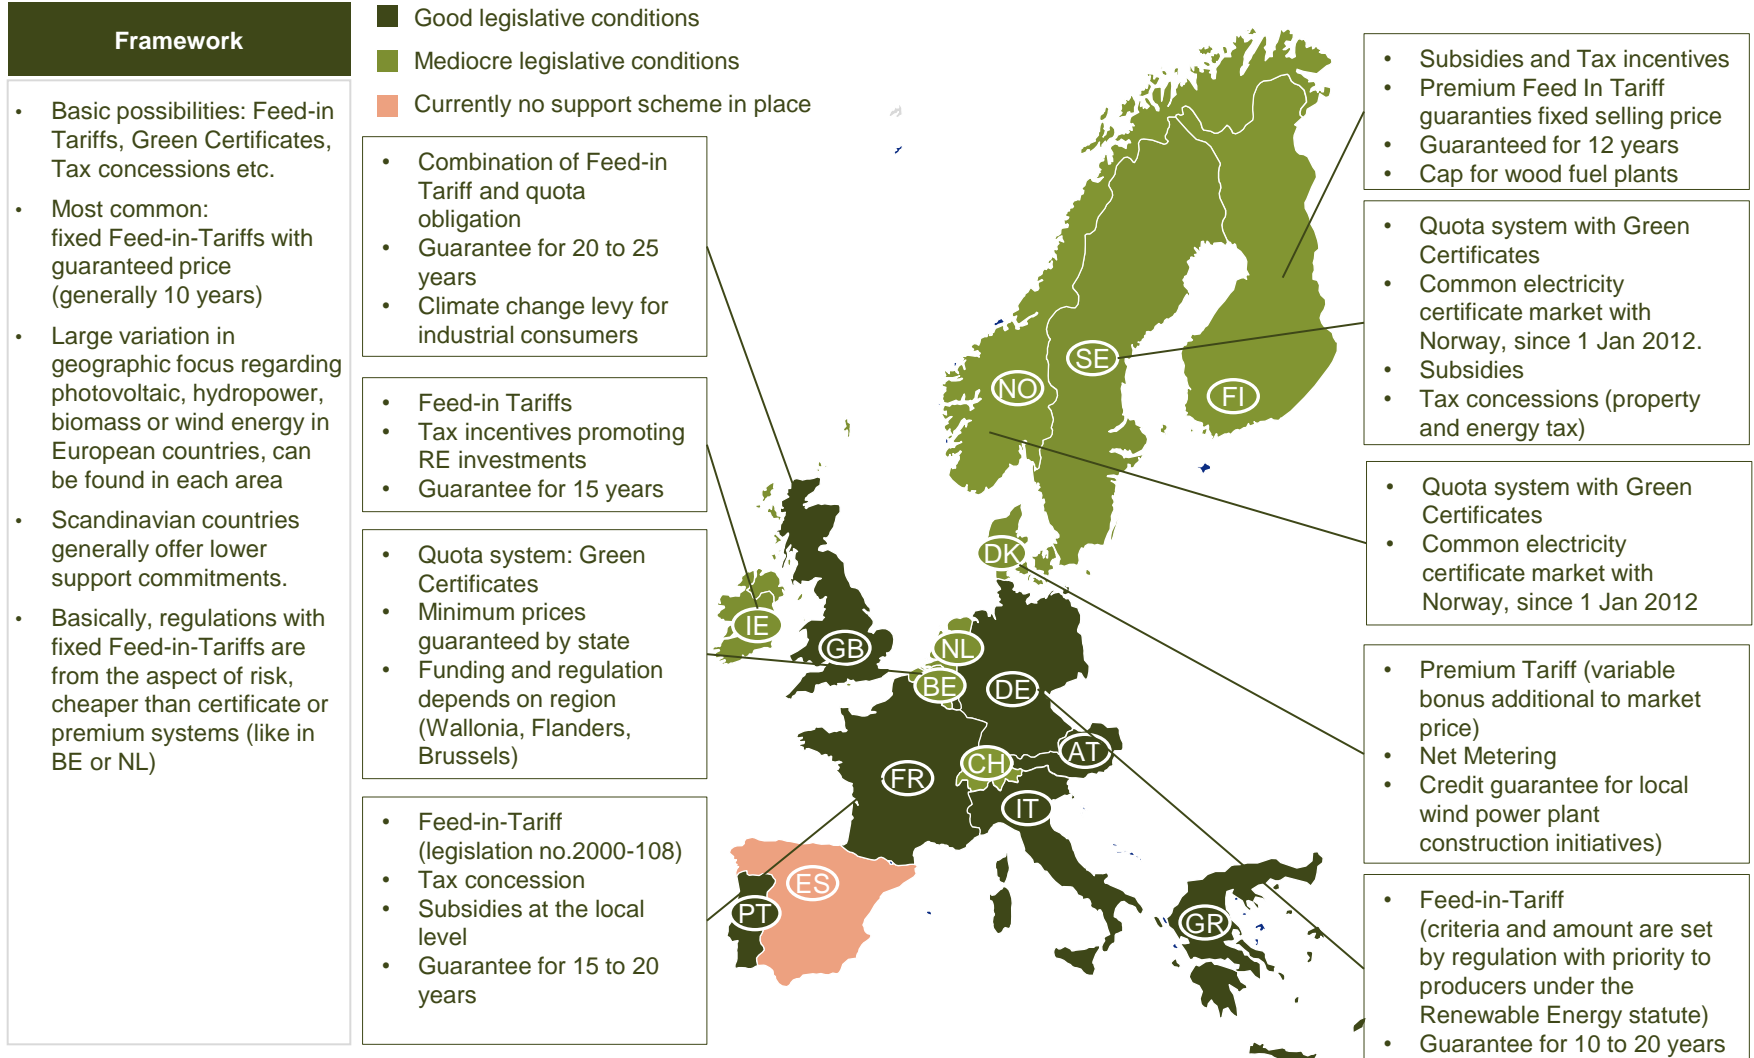 Framework
• Basic possibilities: Feed-in
Tariffs, Green Certificates,
Tax concessions etc.
• Most common:
fixed Feed-in-Tariffs with
guaranteed price
(generally 10 years)
• Large variation in
geographic focus regarding
photovoltaic, hydropower,
biomass or wind energy in
European countries, can
be found in each area
• Scandinavian countries
generally offer lower
support commitments.
• Basically, regulations with
fixed Feed-in-Tariffs are
from the aspect of risk,
cheaper than certificate or
premium systems (like in
BE or NL)
Good legislative conditions
Mediocre legislative conditions
Currently no support scheme in place
• Combination of Feed-in
Tariff and quota
obligation
• Guarantee for 20 to 25
years
• Climate change levy for
industrial consumers
• Feed-in Tariffs
• Tax incentives promoting
RE investments
• Guarantee for 15 years
• Quota system: Green
Certificates
• Minimum prices
guaranteed by state
• Funding and regulation
depends on region
(Wallonia, Flanders,
Brussels)
• Feed-in-Tariff
(legislation no.2000-108)
• Tax concession
• Subsidies at the local
level
• Guarantee for 15 to 20
years
SE
NO
FI
DK
IE
GB
NL
BE
DE
AT
CH
FR
IT
ES
PT
GR
• Subsidies and Tax incentives
• Premium Feed In Tariff
guaranties fixed selling price
• Guaranteed for 12 years
• Cap for wood fuel plants
• Quota system with Green
Certificates
• Common electricity
certificate market with
Norway, since 1 Jan 2012.
• Subsidies
• Tax concessions (property
and energy tax)
• Quota system with Green
Certificates
• Common electricity
certificate market with
Norway, since 1 Jan 2012
• Premium Tariff (variable
bonus additional to market
price)
• Net Metering
• Credit guarantee for local
wind power plant
construction initiatives)
• Feed-in-Tariff
(criteria and amount are set
by regulation with priority to
producers under the
Renewable Energy statute)
• Guarantee for 10 to 20 years